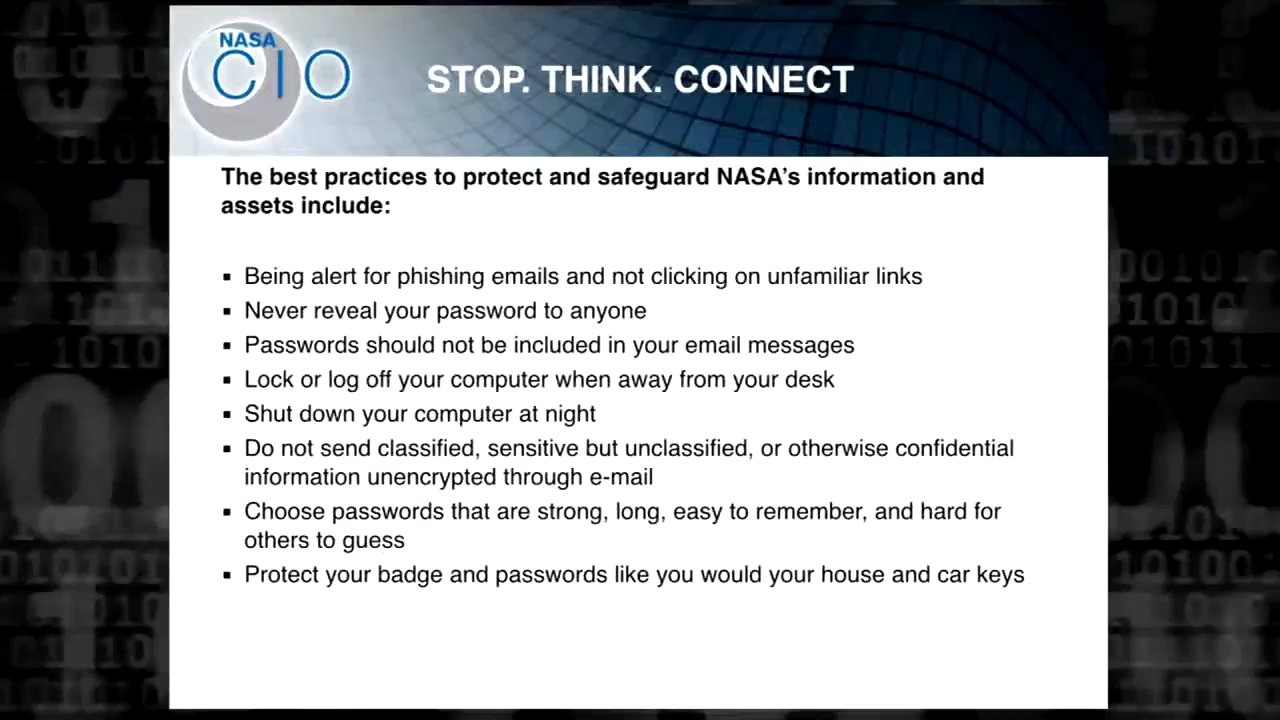 NASA
CIO
STOP. THINK. CONNECT
The best practices to protect and safeguard NASA's information and
assets include:
▪ Being alert for phishing emails and not clicking on unfamiliar links
▪ Never reveal your password to anyone
▪ Passwords should not be included in your email messages
▪ Lock or log off your computer when away from your desk
▪ Shut down your computer at night
▪ Do not send classified, sensitive but unclassified, or otherwise confidential
information unencrypted through e-mail
▪ Choose passwords that are strong, long, easy to remember, and hard for
others to guess
▪ Protect your badge and passwords like you would your house and car keys